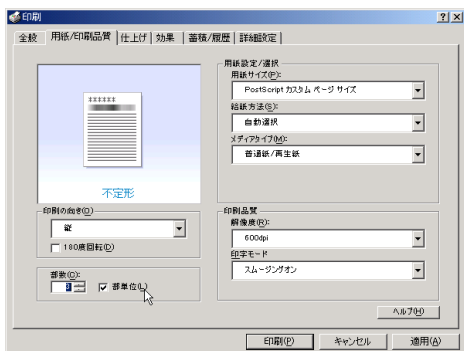 印刷
全般 用紙/印刷品質 仕上げ 効果 蓄積/履歴 詳細設定
不定形
印刷の向き(O)
縦
180度回転(D)
部数(C):
部単位(L)
用紙設定/選択
用紙サイズ(P):
PostScript カスタム ページ サイズ
給紙方法(S):
自動選択
メディアタイプ(M):
普通紙/再生紙
印刷品質
解像度(R):
600dpi
印字モード
スムージングオン
ヘルプ(H)
印刷(P) キャンセル 適用(A)